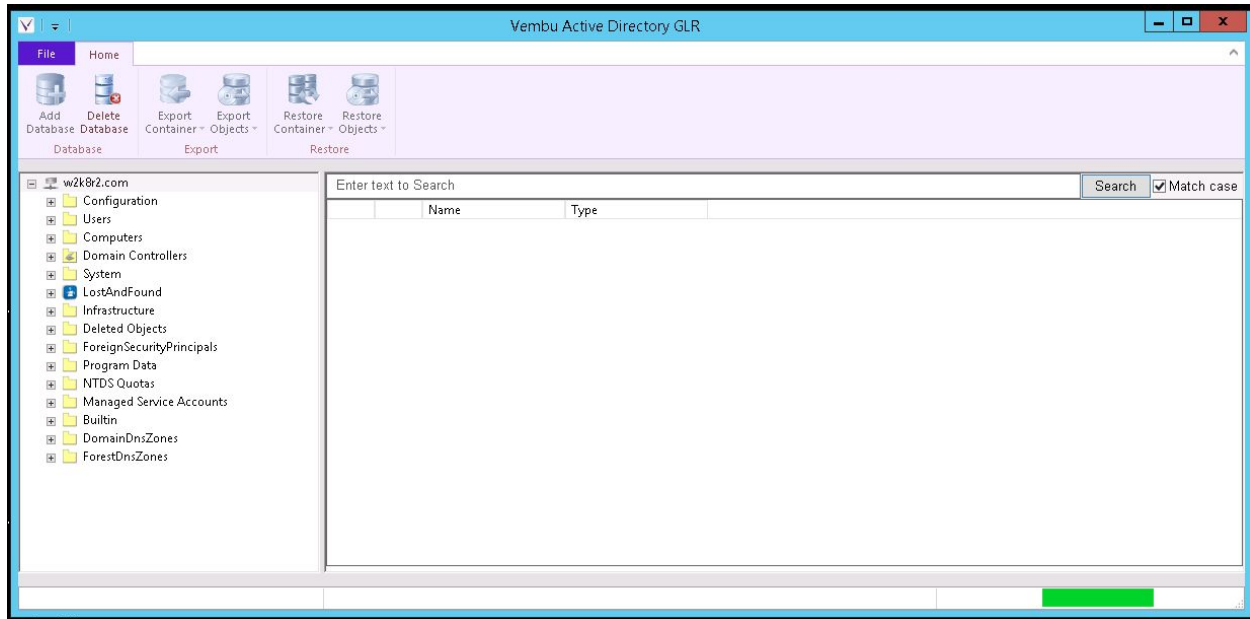 Vembu Active Directory GLR
File Home
Add Database
Delete Database
Export Container
Export Objects
Restore Container
Restore Objects
Database Export Restore
w2k8r2.com
Configuration
Users
Computers
Domain Controllers
System
LostAndFound
Infrastructure
Deleted Objects
ForeignSecurityPrincipals
Program Data
NTDS Quotas
Managed Service Accounts
Builtin
DomainDnsZones
ForestDnsZones
Enter text to Search Search Match case
Name Type